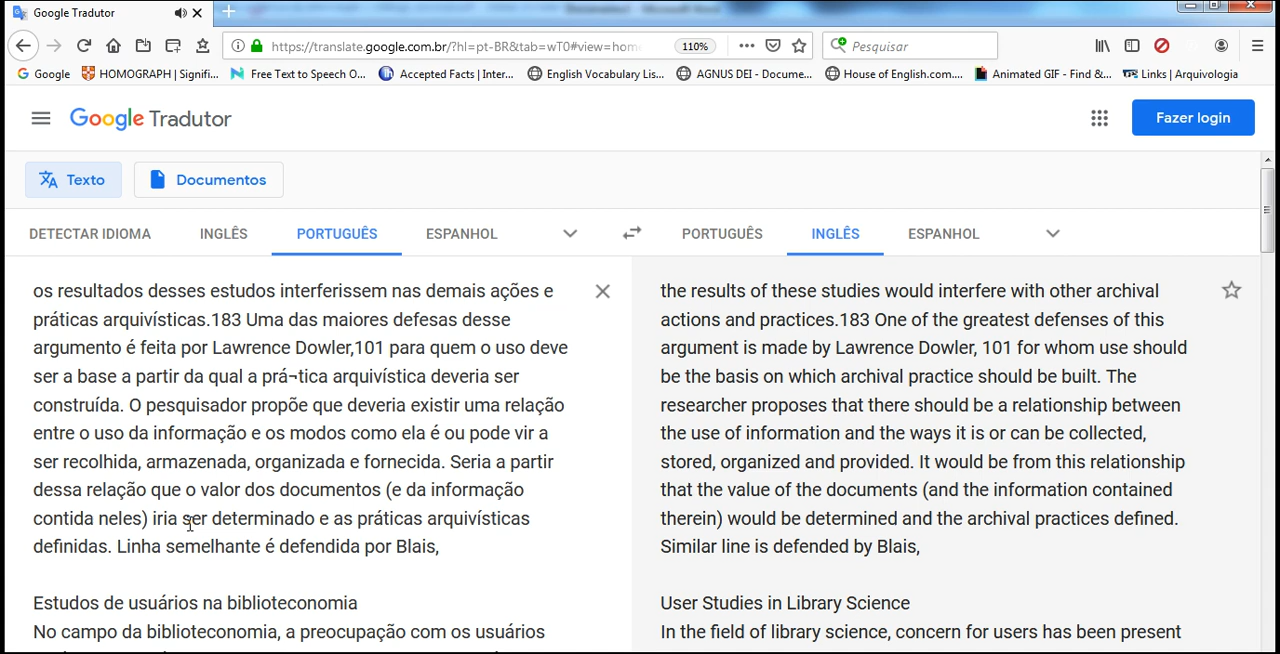 Google Tradutor
https://translate.google.com.br/?hl=pt-BR&tab=wT0#view=hom
110%
Pesquisar
Google
HOMOGRAPH | Signifi...
Free Text to Speech O...
Accepted Facts | Inter...
English Vocabulary Lis...
AGNUS DEI - Docume...
House of English.com....
Animated GIF - Find &...
Links | Arquivologia
Google Tradutor
Fazer login
Texto
Documentos
DETECTAR IDIOMA
INGLÊS
PORTUGUÊS
ESPANHOL
PORTUGUÊS
INGLÊS
ESPANHOL
os resultados desses estudos interferissem nas demais ações e
práticas arquivísticas.183 Uma das maiores defesas desse
argumento é feita por Lawrence Dowler,101 para quem o uso deve
ser a base a partir da qual a prá¬tica arquivística deveria ser
construída. O pesquisador propõe que deveria existir uma relação
entre o uso da informação e os modos como ela é ou pode vir a
ser recolhida, armazenada, organizada e fornecida. Seria a partir
dessa relação que o valor dos documentos (e da informação
contida neles) iria ser determinado e as práticas arquivísticas
definidas. Linha semelhante é defendida por Blais,
Estudos de usuários na biblioteconomia
No campo da biblioteconomia, a preocupação com os usuários
the results of these studies would interfere with other archival
actions and practices.183 One of the greatest defenses of this
argument is made by Lawrence Dowler, 101 for whom use should
be the basis on which archival practice should be built. The
researcher proposes that there should be a relationship between
the use of information and the ways it is or can be collected,
stored, organized and provided. It would be from this relationship
that the value of the documents (and the information contained
therein) would be determined and the archival practices defined.
Similar line is defended by Blais,
User Studies in Library Science
In the field of library science, concern for users has been present